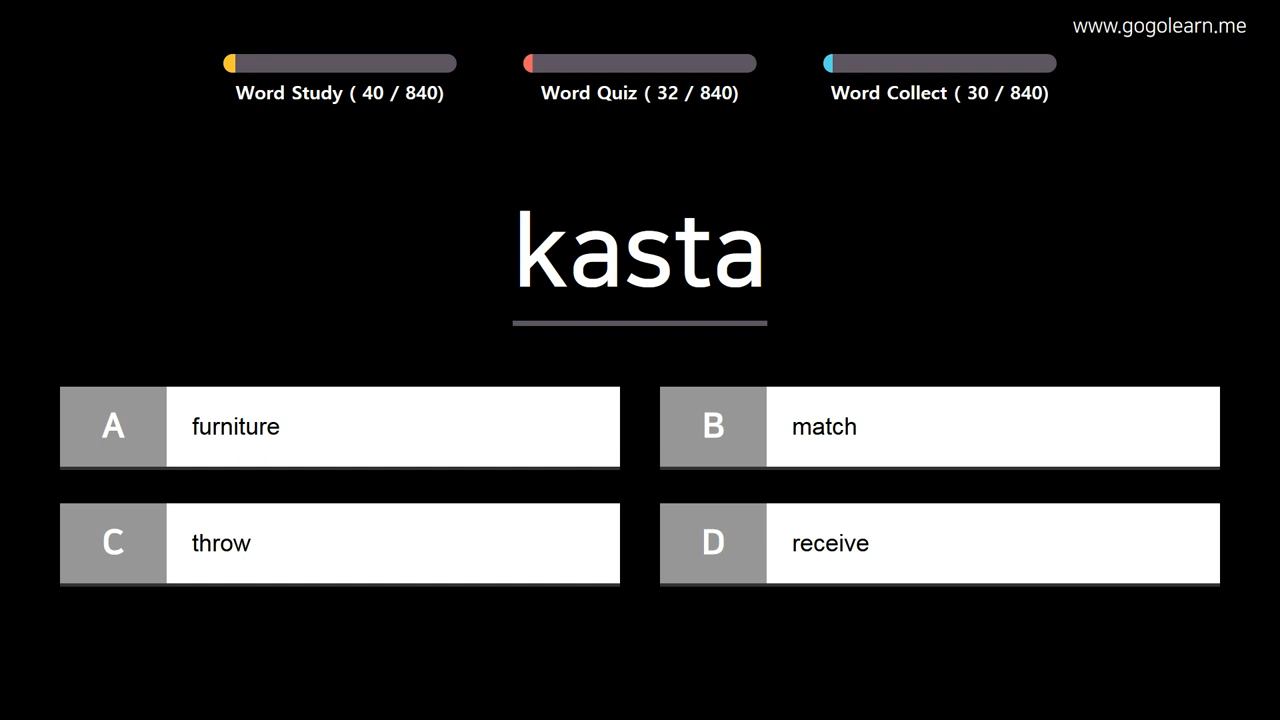 www.gogolearn.me
Word Study ( 40 / 840)
Word Quiz ( 32 / 840)
Word Collect ( 30 / 840)
kasta
A furniture
B match
C throw
D receive